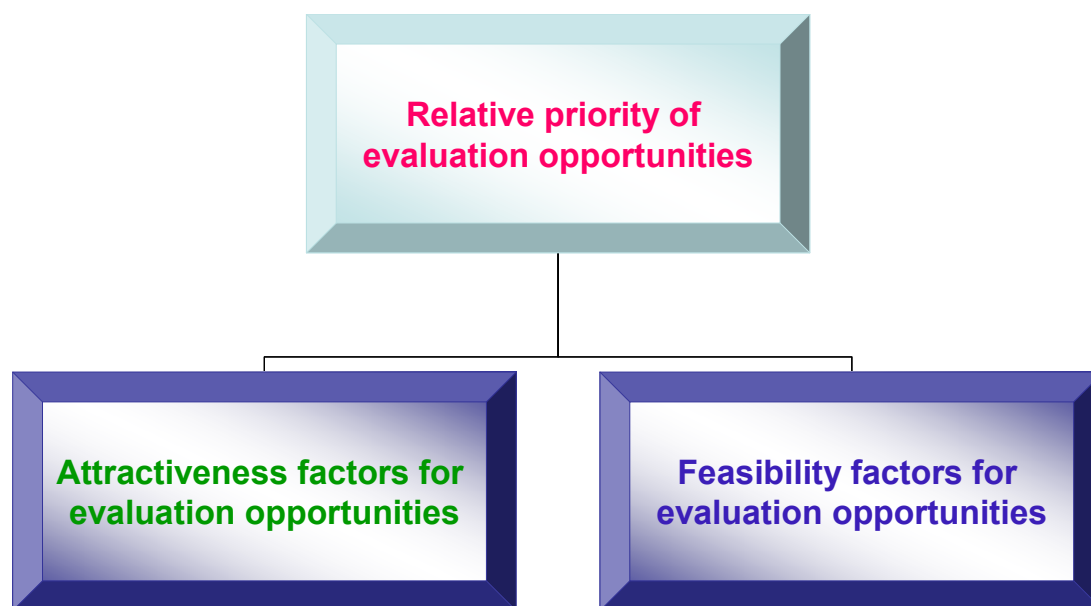 Relative priority of
evaluation opportunities
Attractiveness factors for
evaluation opportunities
Feasibility factors for
evaluation opportunities